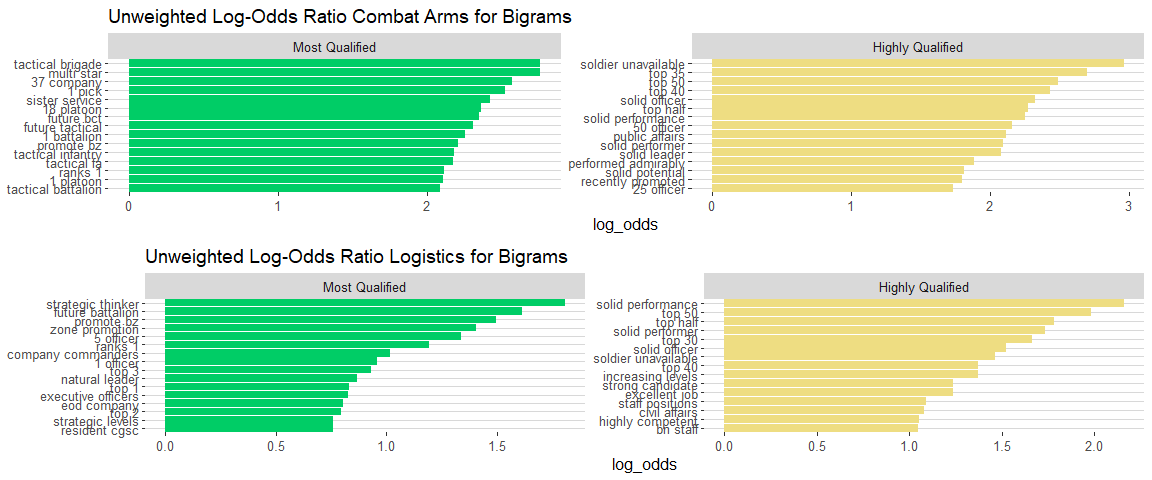 Unweighted Log-Odds Ratio Combat Arms for Bigrams
Most Qualified
tactical brigade
multi star
37 company
1 pick
sister service
18 platoon
future bct
future tactical
1 battalion
promote bz
tactical infantry
tactical fa
ranks 1
1 platoon
tactical battalion
0
1
2
Highly Qualified
soldier unavailable
top 35
top 50
top 40
solid officer
top half
solid performance
50 officer
public affairs
solid performer
solid leader
performed admirably
solid potential
recently promoted
25 officer
0
1
2
3
log_odds
Unweighted Log-Odds Ratio Logistics for Bigrams
Most Qualified
strategic thinker
future battalion
promote bz
zone promotion
5 officer
ranks 1
company commanders
1 officer
top 3
natural leader
top 1
executive officers
eod company
top 2
strategic levels
resident cgsc
0.0
0.5
1.0
1.5
Highly Qualified
solid performance
top 50
top half
solid performer
top 30
solid officer
soldier unavailable
top 40
increasing levels
strong candidate
excellent job
staff positions
civil affairs
highly competent
bn staff
0.0
0.5
1.0
1.5
2.0
log_odds